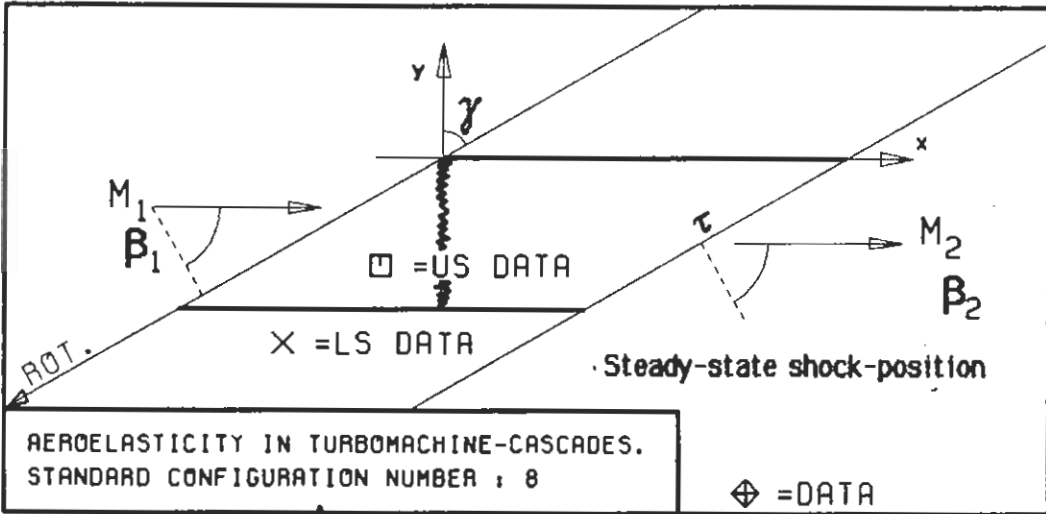 y
γ
x
M₁
β₁
τ
M₂
β₂
=US DATA
X =LS DATA
ROT.
Steady-state shock-position
AEROELASTICITY IN TURBOMACHINE-CASCADES.
STANDARD CONFIGURATION NUMBER : 8
=DATA